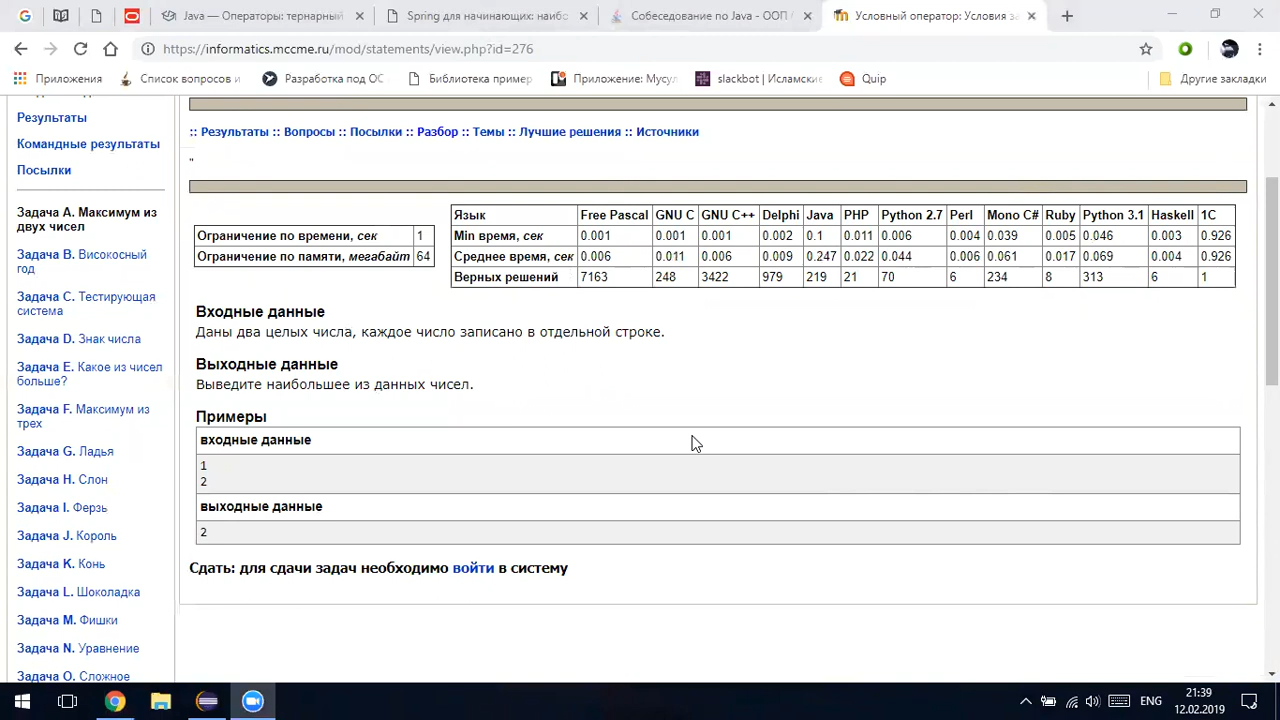 Java — Операторы: тернарный
Spring для начинающих: наиб
Собеседование по Java - ООП /
Условный оператор: Условия за
https://informatics.mccme.ru/mod/statements/view.php?id=276
Приложения
Список вопросов и
Разработка под ОС
Библиотека пример
Приложение: Мусул
slackbot | Исламские
Quip
Другие закладки
Результаты
Командные результаты
Посылки
Задача A. Максимум из
двух чисел
Задача B. Високосный
год
Задача C. Тестирующая
система
Задача D. Знак числа
Задача E. Какое из чисел
больше?
Задача F. Максимум из
трех
Задача G. Ладья
Задача H. Слон
Задача I. Ферзь
Задача J. Король
Задача K. Конь
Задача L. Шоколадка
Задача M. Фишки
Задача N. Уравнение
Задача O. Сложное
:: Результаты :: Вопросы :: Посылки :: Разбор :: Темы :: Лучшие решения :: Источники
"
Ограничение по времени, сек 1
Ограничение по памяти, мегабайт 64
Язык Free Pascal GNU C GNU C++ Delphi Java PHP Python 2.7 Perl Mono C# Ruby Python 3.1 Haskell 1C
Min время, сек 0.001 0.001 0.001 0.002 0.1 0.011 0.006 0.004 0.039 0.005 0.046 0.003 0.926
Среднее время, сек 0.006 0.011 0.006 0.009 0.247 0.022 0.044 0.006 0.061 0.017 0.069 0.004 0.926
Верных решений 7163 248 3422 979 219 21 70 6 234 8 313 6 1
Входные данные
Даны два целых числа, каждое число записано в отдельной строке.
Выходные данные
Выведите наибольшее из данных чисел.
Примеры
входные данные
1
2
выходные данные
2
Сдать: для сдачи задач необходимо войти в систему
ENG
21:39
12.02.2019